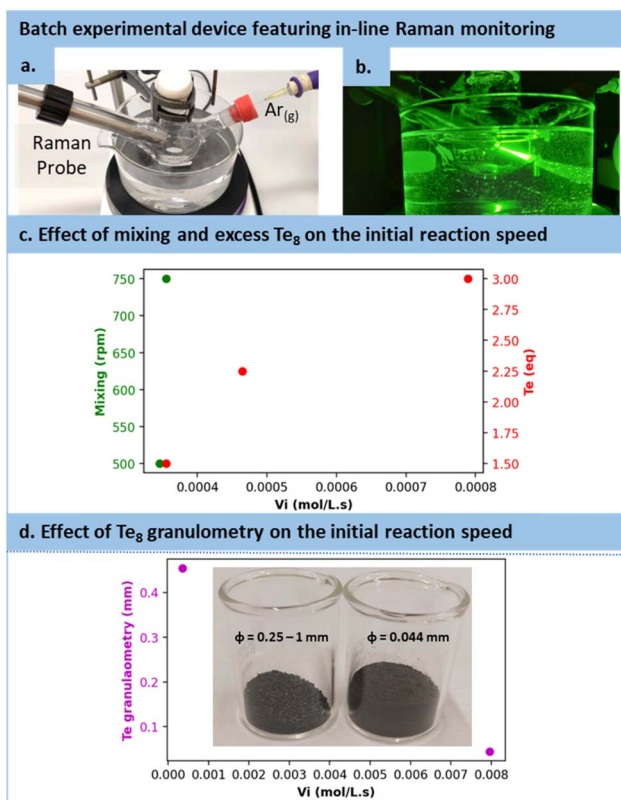 Batch experimental device featuring in-line Raman monitoring
a.
b.
Ar(g)
Raman
Probe
c. Effect of mixing and excess Te₈ on the initial reaction speed
750
700
650
600
550
500
Mixing (rpm)
3.00
2.75
2.50
2.25
2.00
1.75
1.50
Te (eq)
0.0004 0.0005 0.0006 0.0007 0.0008
Vi (mol/L.s)
d. Effect of Te₈ granulometry on the initial reaction speed
0.4
0.3
0.2
0.1
Te granulaometry (mm)
ϕ = 0.25 – 1 mm
ϕ = 0.044 mm
0.000 0.001 0.002 0.003 0.004 0.005 0.006 0.007 0.008
Vi (mol/L.s)